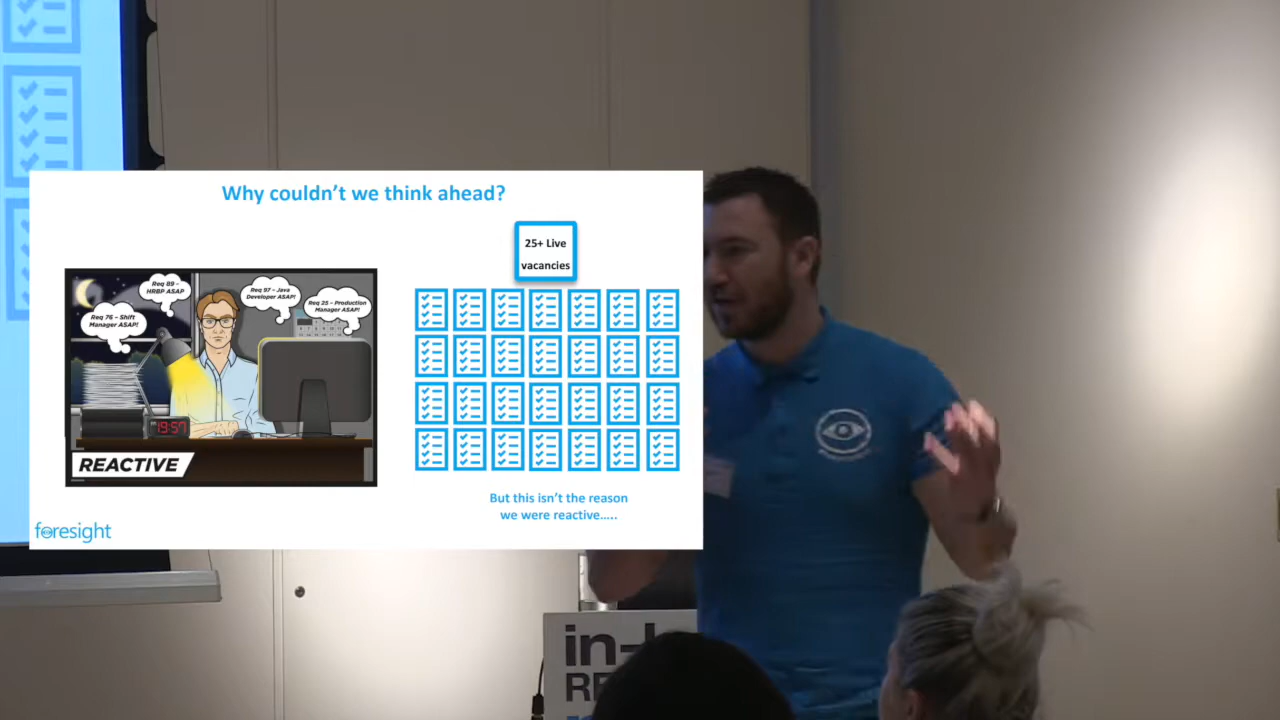 Why couldn't we think ahead?
25+ Live
vacancies
Req 89 –
HRBP ASAP
Req 97 – Java
Developer ASAP!
Req 25 – Production
Manager ASAP!
Req 76 – Shift
Manager ASAP!
19:57
REACTIVE
But this isn't the reason
we were reactive.....
foresight
in-
RE